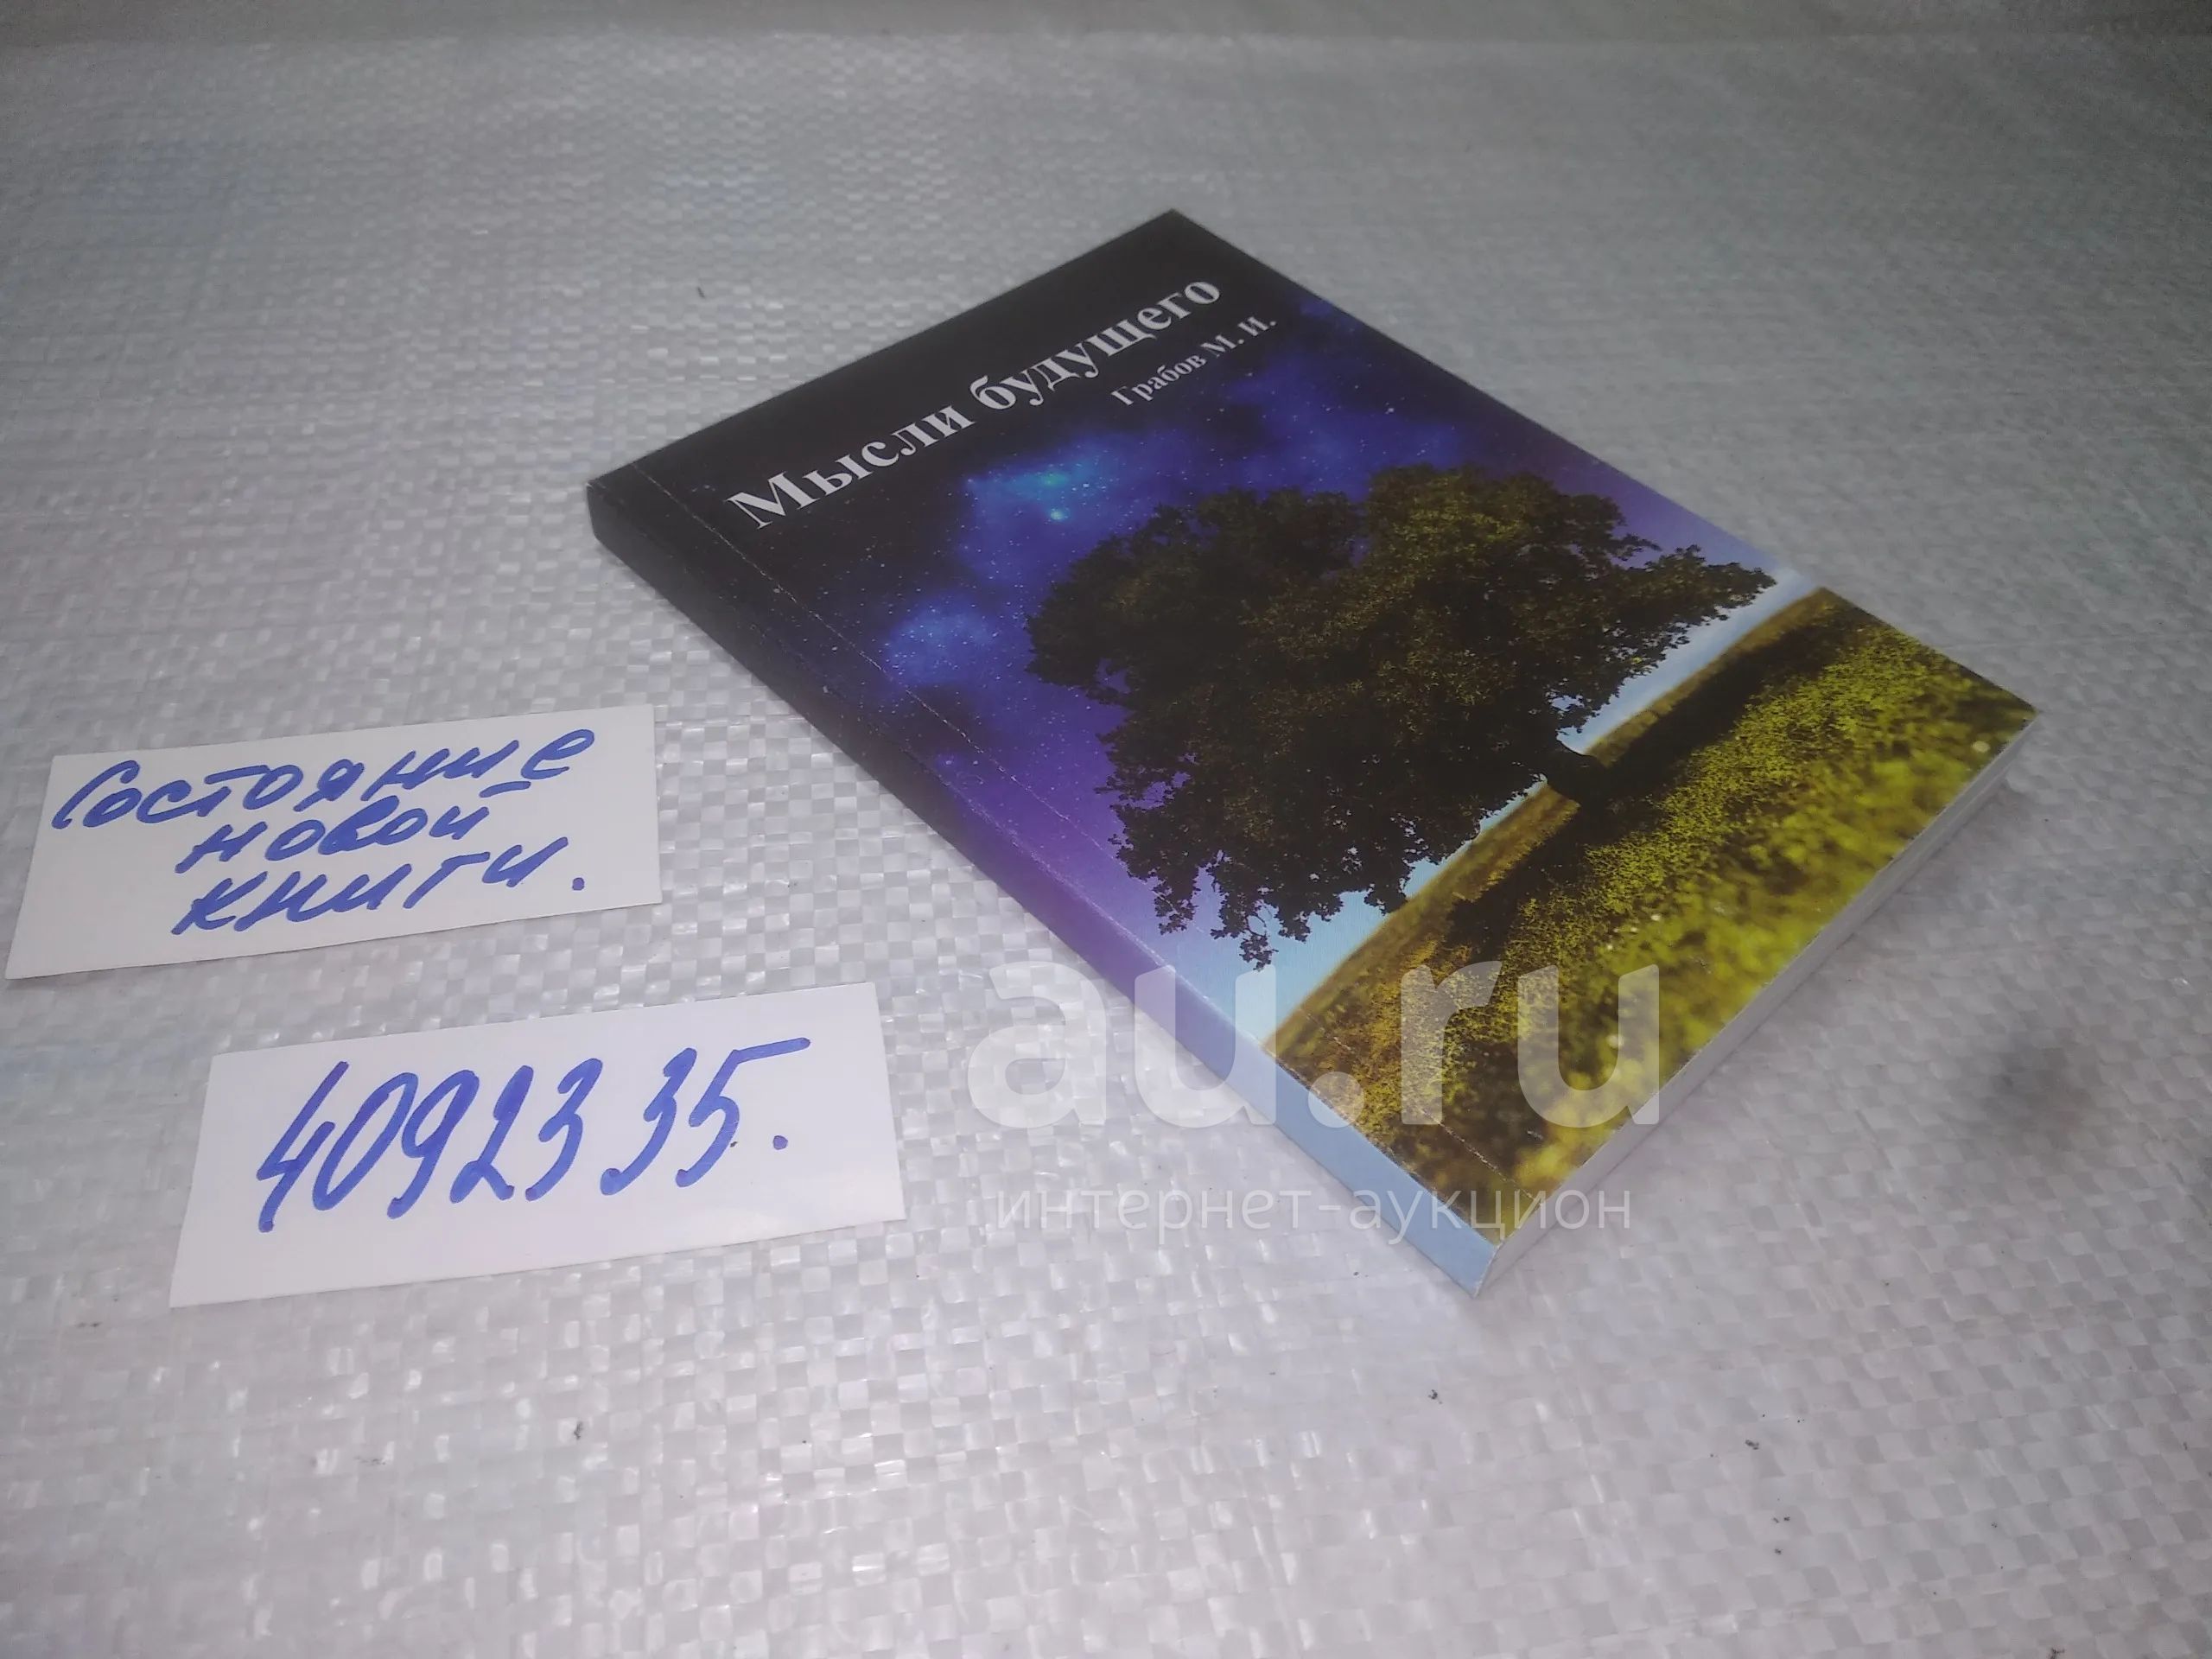 Мысли будущего
Грабов М. И.
Состояние
новой
книги.
4092335.
au.ru
интернет-аукцион